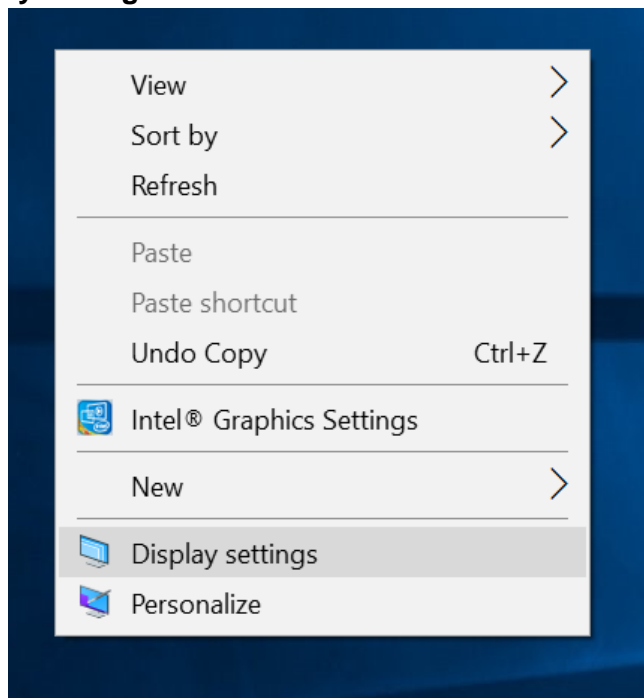 View
Sort by
Refresh
Paste
Paste shortcut
Undo Copy Ctrl+Z
Intel® Graphics Settings
New
Display settings
Personalize